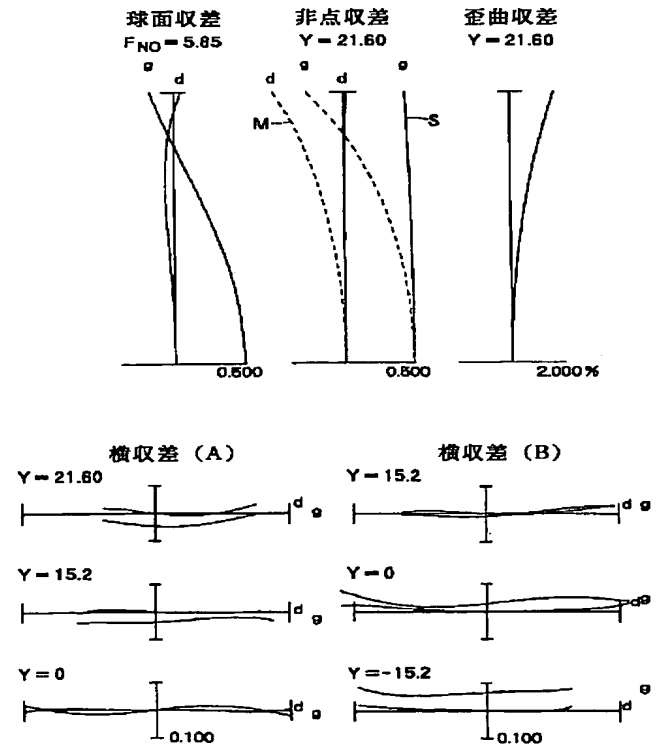 球面収差 非点収差 歪曲収差
FNO=5.85 Y=21.60 Y=21.60
g d d g d g
M S
0.500 0.500 2.000%
横収差 (A) 横収差 (B)
Y=21.60 Y=15.2
d g d g
Y=15.2 Y=0
d g d g
Y=0 Y=-15.2
d g g d
0.100 0.100